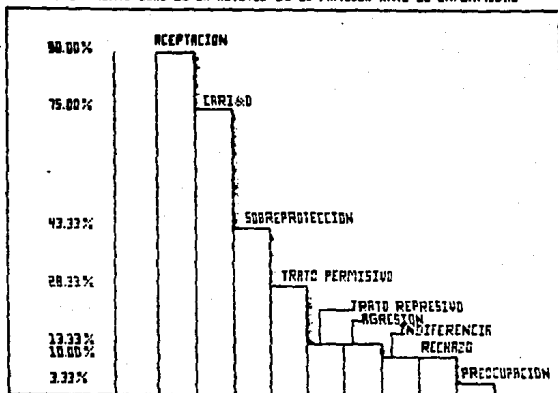 ACEPTACION
90.00%
CARIÑO
75.00%
SOBREPROTECCION
43.33%
TRATO PERMISIVO
28.33%
TRATO REPRESIVO
AGRESION
INDIFERENCIA
13.33%
RECHAZO
10.00%
PREOCUPACION
3.33%